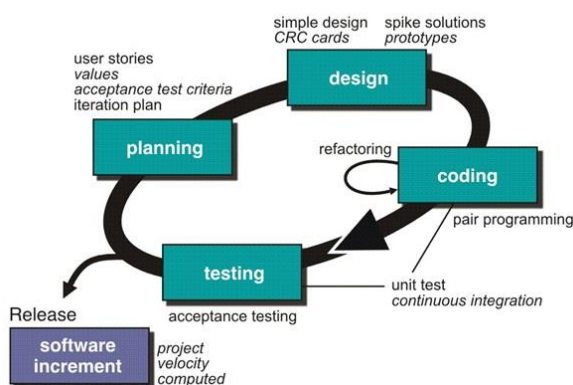 simple design
CRC cards
spike solutions
prototypes
design
user stories
values
acceptance test criteria
iteration plan
planning
refactoring
coding
pair programming
testing
unit test
continuous integration
acceptance testing
Release
software
increment
project
velocity
computed